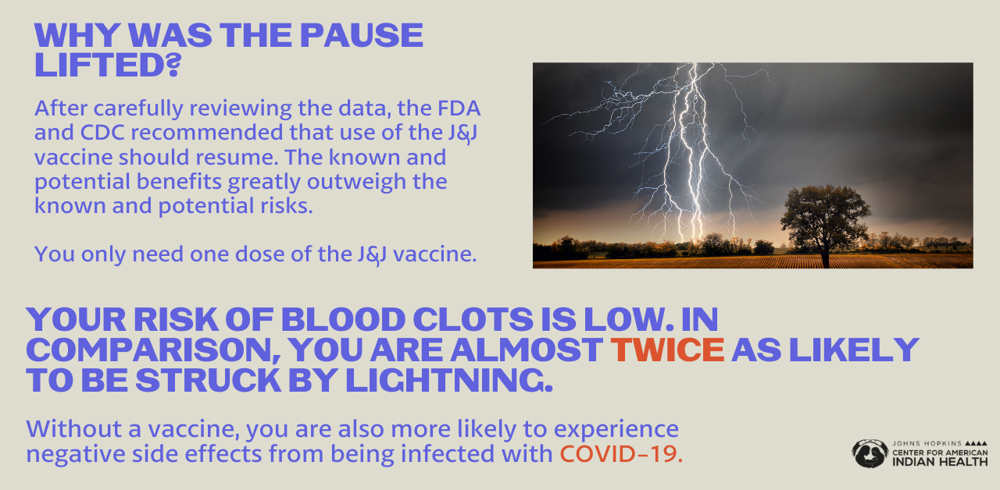 WHY WAS THE PAUSE
LIFTED?
After carefully reviewing the data, the FDA
and CDC recommended that use of the J&J
vaccine should resume. The known and
potential benefits greatly outweigh the
known and potential risks.
You only need one dose of the J&J vaccine.
YOUR RISK OF BLOOD CLOTS IS LOW. IN
COMPARISON, YOU ARE ALMOST TWICE AS LIKELY
TO BE STRUCK BY LIGHTNING.
Without a vaccine, you are also more likely to experience
negative side effects from being infected with COVID-19.
JOHNS HOPKINS
CENTER FOR AMERICAN
INDIAN HEALTH